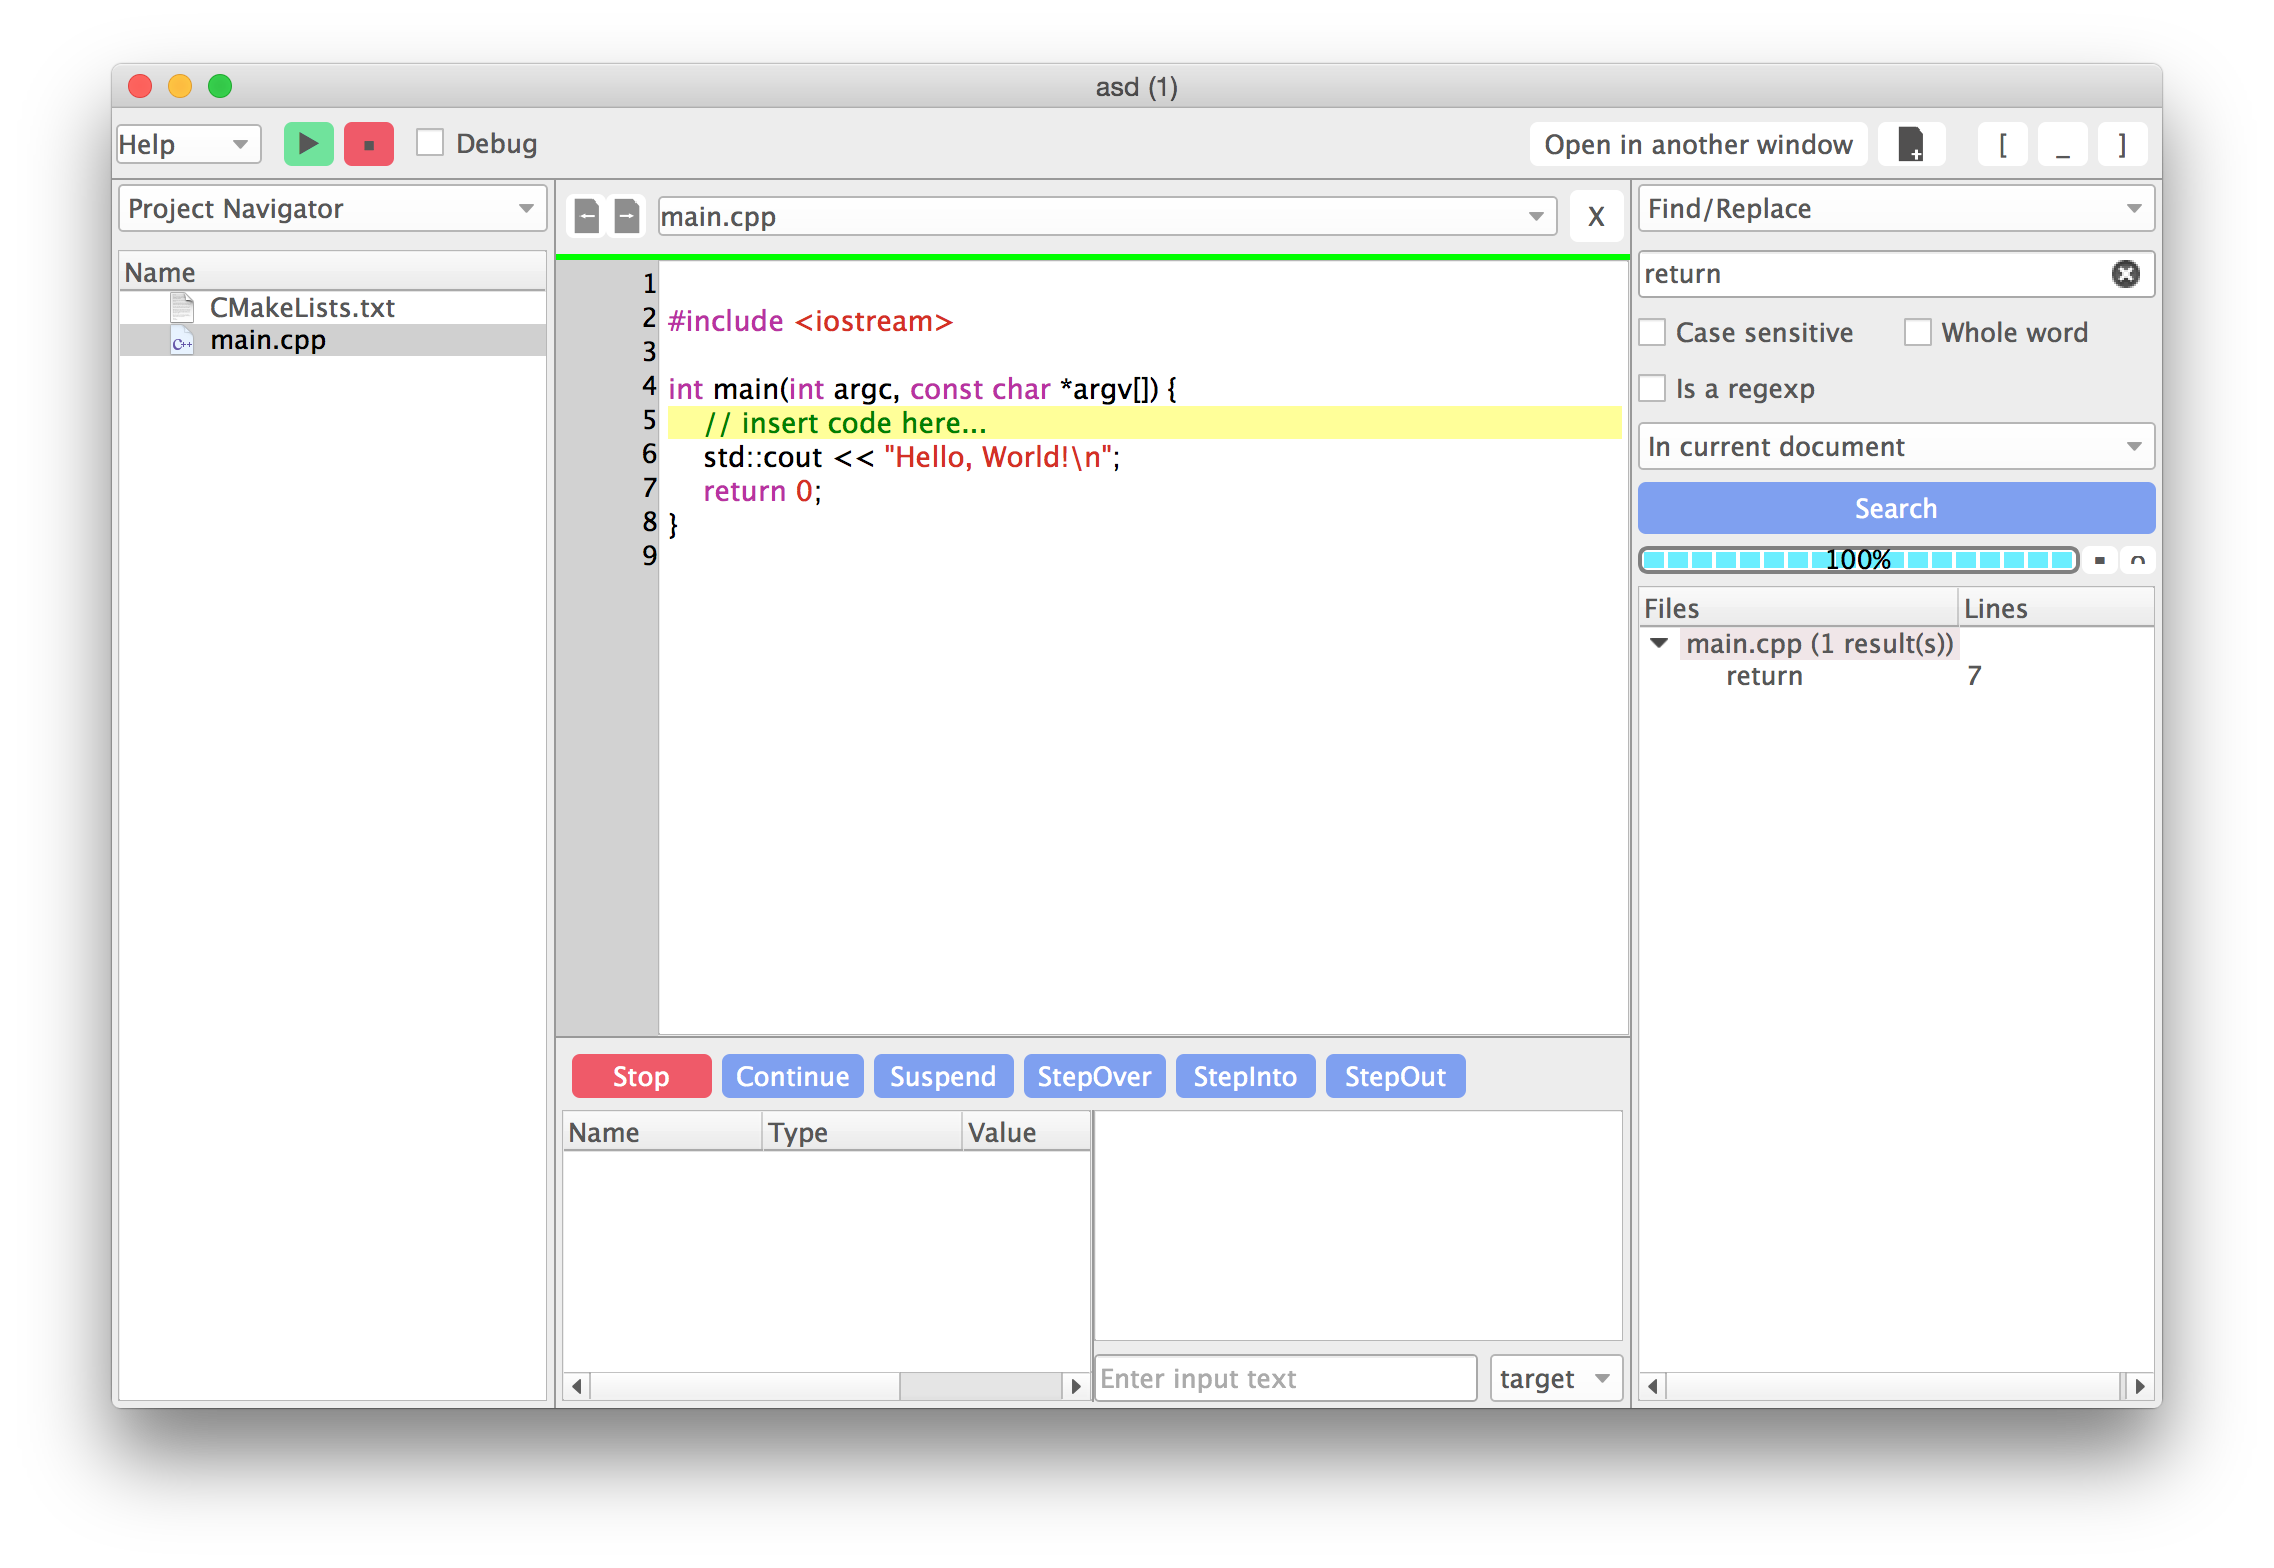 asd (1)
Help
Debug
Open in another window
[
_
]
Project Navigator
Name
CMakeLists.txt
C++
main.cpp
main.cpp
X
1
2 #include <iostream>
3
4 int main(int argc, const char *argv[]) {
5 // insert code here...
6 std::cout << "Hello, World!\n";
7 return 0;
8 }
9
Stop
Continue
Suspend
StepOver
StepInto
StepOut
Name
Type
Value
Enter input text
target
Find/Replace
return
Case sensitive
Whole word
Is a regexp
In current document
Search
100%
Files
Lines
main.cpp (1 result(s))
return
7